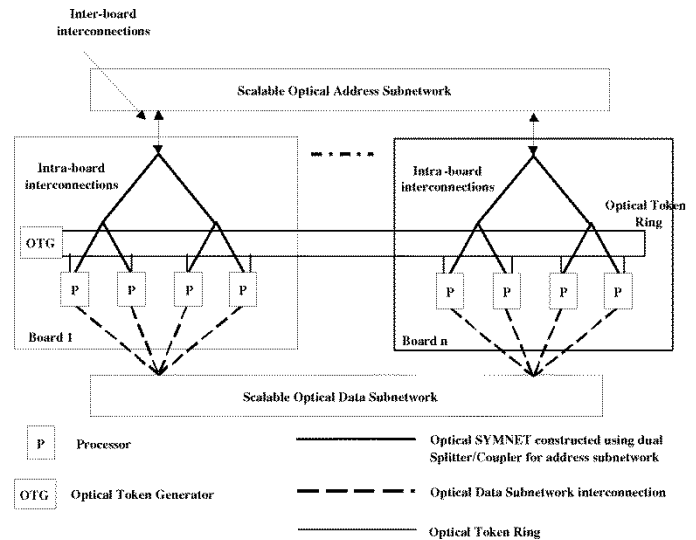 Inter-board
interconnections
Scalable Optical Address Subnetwork
Intra-board
interconnections
Intra-board
interconnections
Optical Token
Ring
OTG
P P P P P P P P
Board 1
Board n
Scalable Optical Data Subnetwork
P Processor
Optical SYMNET constructed using dual
Splitter/Coupler for address subnetwork
OTG Optical Token Generator
Optical Data Subnetwork interconnection
Optical Token Ring